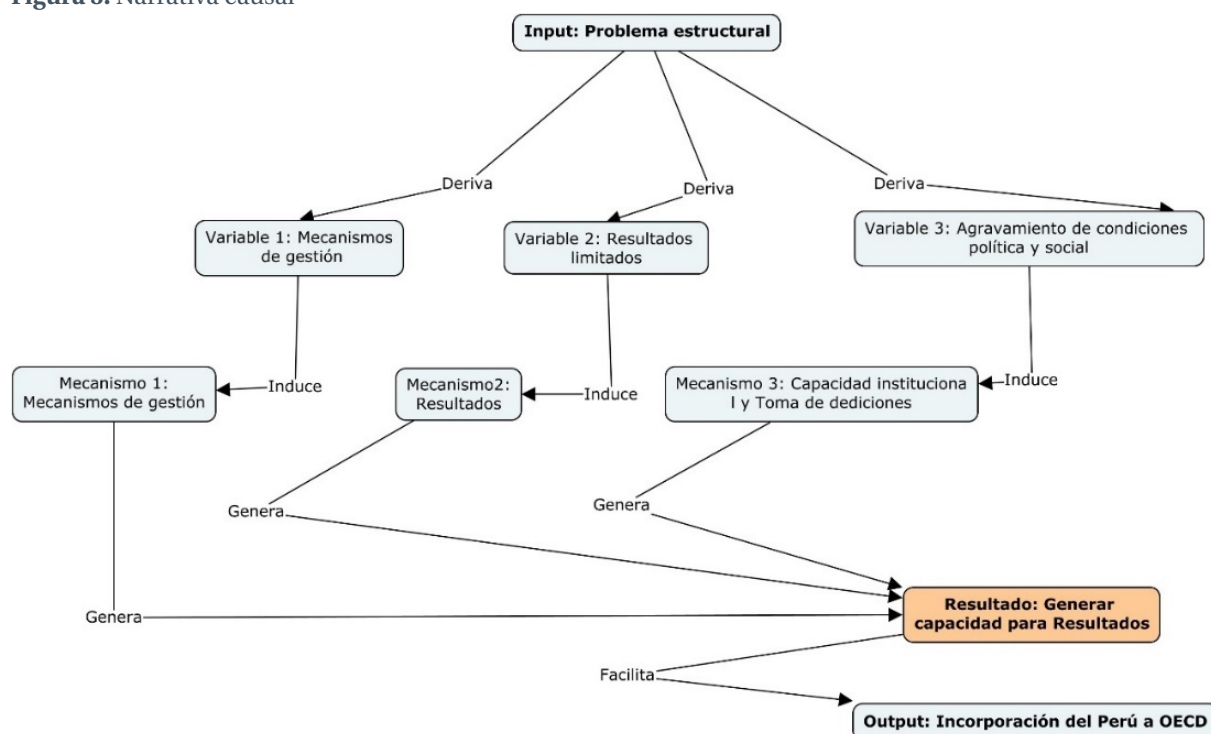 Narrativa causal
Input: Problema estructural
Deriva
Deriva
Deriva
Variable 1: Mecanismos
de gestión
Variable 2: Resultados
limitados
Variable 3: Agravamiento de condiciones
política y social
Induce
Induce
Induce
Mecanismo 1:
Mecanismos de gestión
Mecanismo2:
Resultados
Mecanismo 3: Capacidad instituciona
l y Toma de dediciones
Genera
Genera
Genera
Resultado: Generar
capacidad para Resultados
Facilita
Output: Incorporación del Perú a OECD